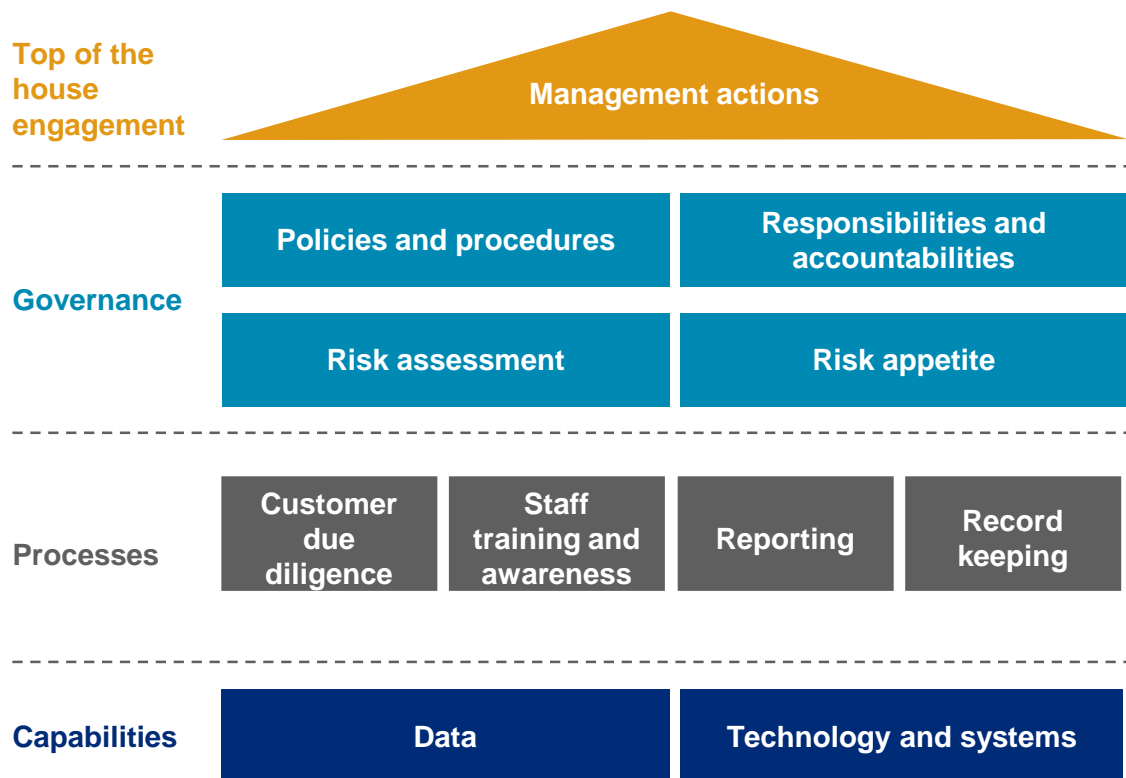 Top of the
house
engagement
Management actions
Governance
Policies and procedures
Responsibilities and
accountabilities
Risk assessment
Risk appetite
Processes
Customer
due
diligence
Staff
training and
awareness
Reporting
Record
keeping
Capabilities
Data
Technology and systems